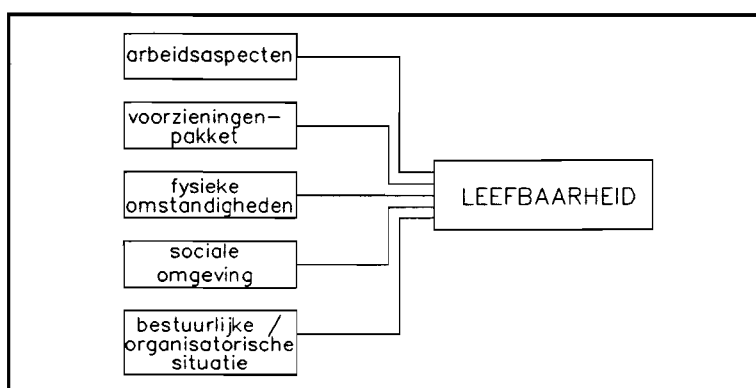 arbeidsaspecten
voorzieningen-
pakket
fysieke
omstandigheden
sociale
omgeving
bestuurlijke /
organisatorische
situatie
LEEFBAARHEID